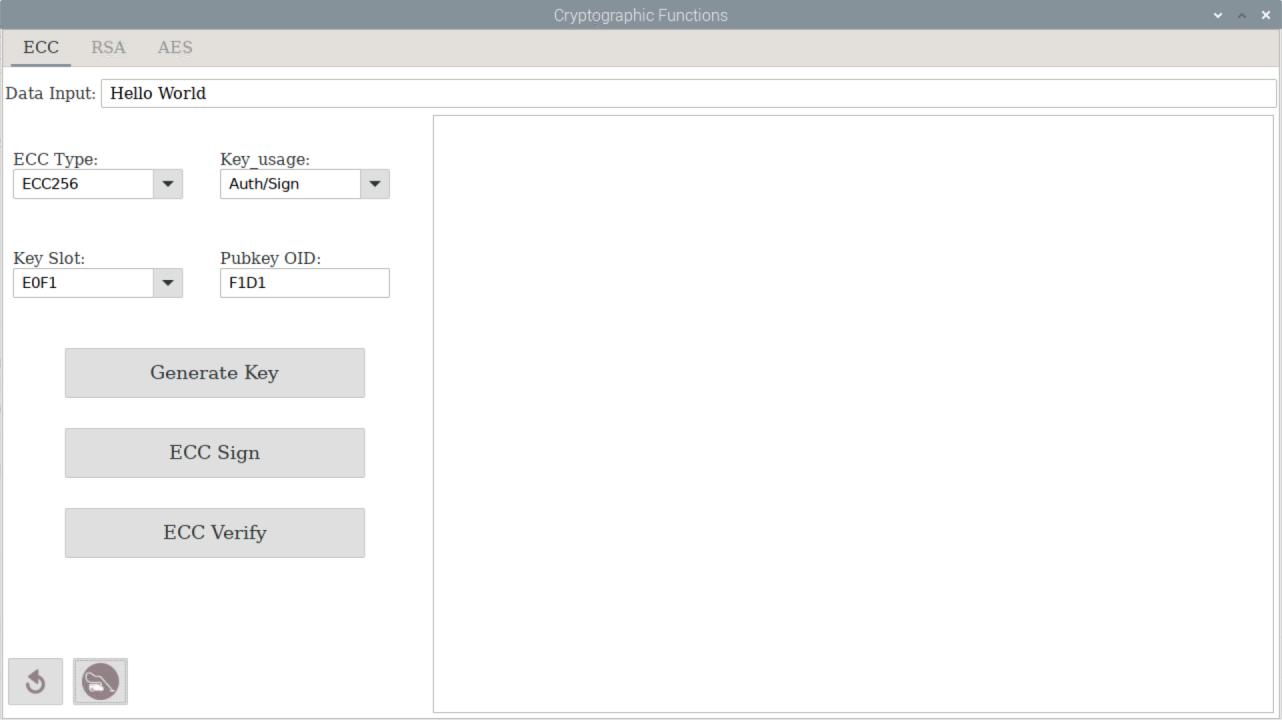 Cryptographic Functions
ECC RSA AES
Data Input: Hello World
ECC Type: Key_usage:
ECC256 Auth/Sign
Key Slot: Pubkey OID:
E0F1 F1D1
Generate Key
ECC Sign
ECC Verify